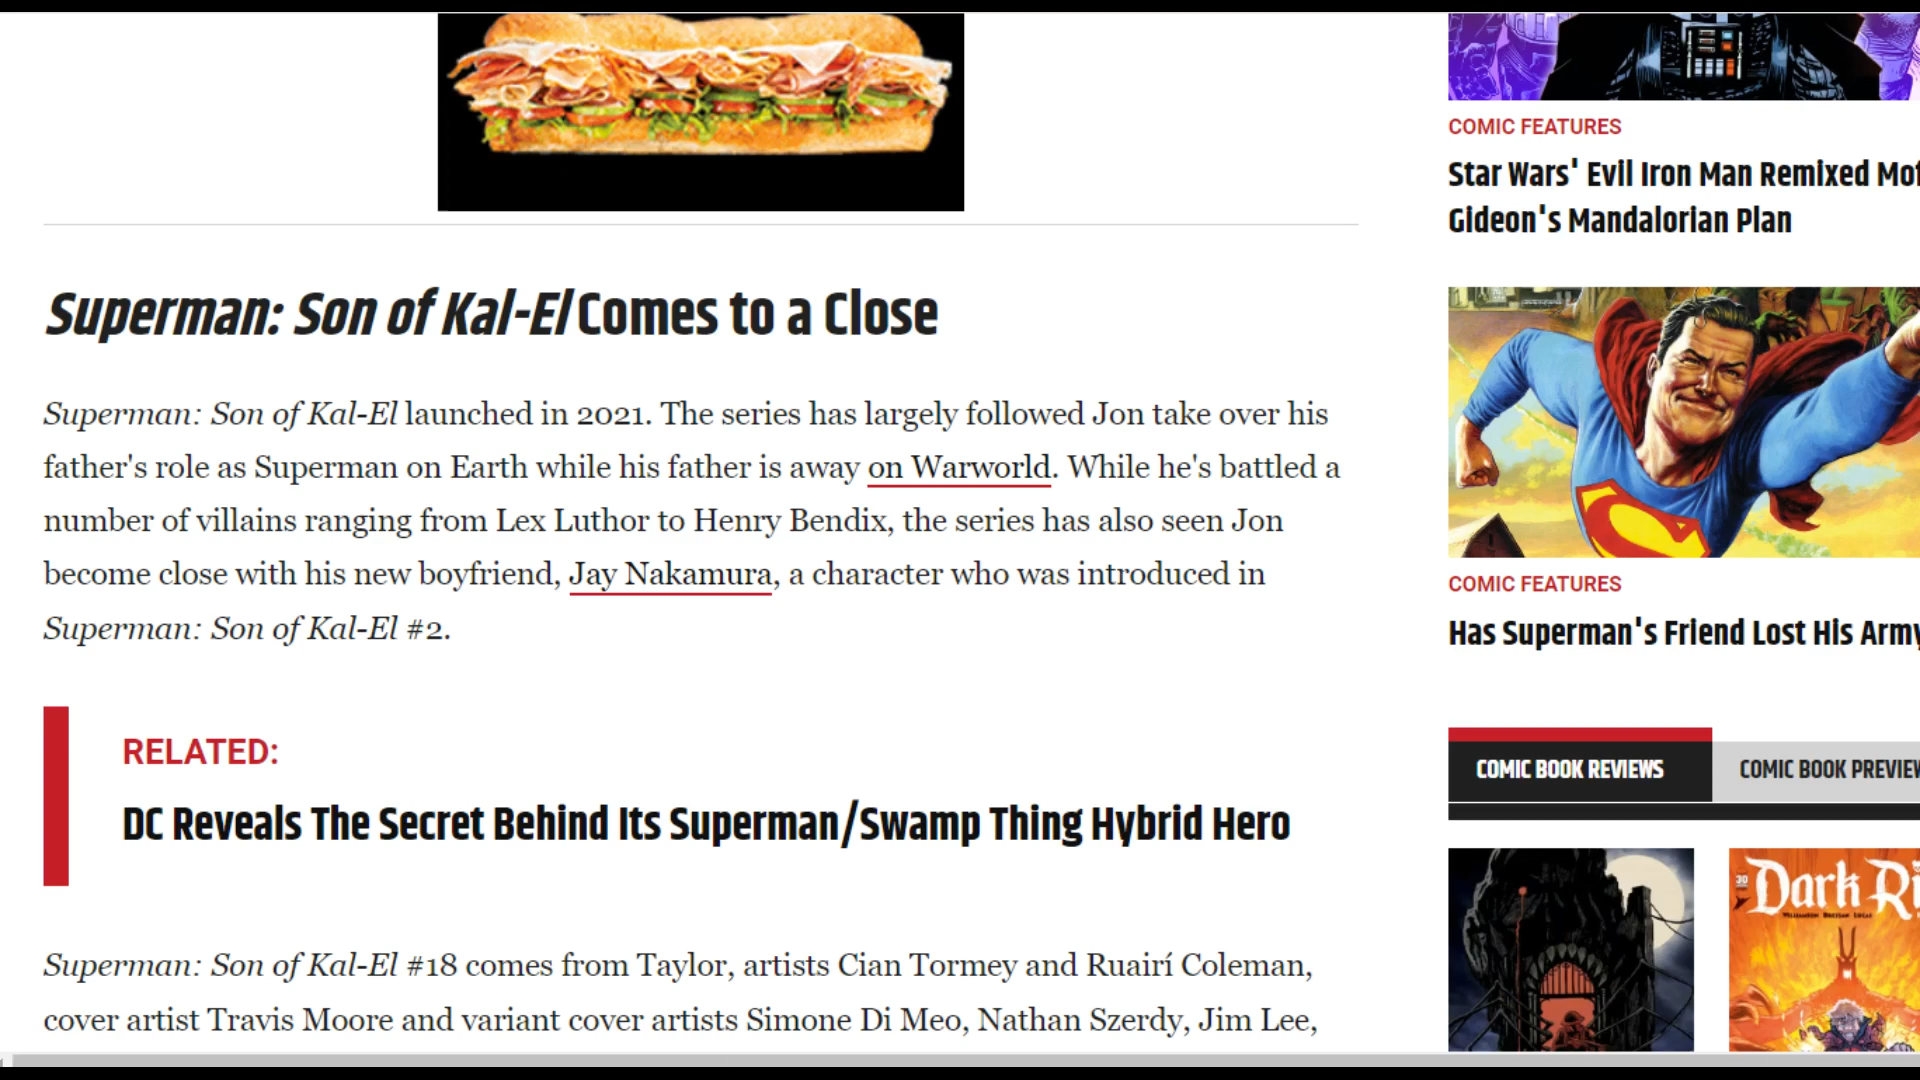 Superman: Son of Kal-El Comes to a Close
Superman: Son of Kal-El launched in 2021. The series has largely followed Jon take over his
father's role as Superman on Earth while his father is away on Warworld. While he's battled a
number of villains ranging from Lex Luthor to Henry Bendix, the series has also seen Jon
become close with his new boyfriend, Jay Nakamura, a character who was introduced in
Superman: Son of Kal-El #2.
RELATED:
DC Reveals The Secret Behind Its Superman/Swamp Thing Hybrid Hero
Superman: Son of Kal-El #18 comes from Taylor, artists Cian Tormey and Ruairí Coleman,
cover artist Travis Moore and variant cover artists Simone Di Meo, Nathan Szerdy, Jim Lee,
COMIC FEATURES
Star Wars' Evil Iron Man Remixed
Gideon's Mandalorian Plan
COMIC FEATURES
Has Superman's Friend Lost His Army
COMIC BOOK REVIEWS
COMIC BOOK
Dark